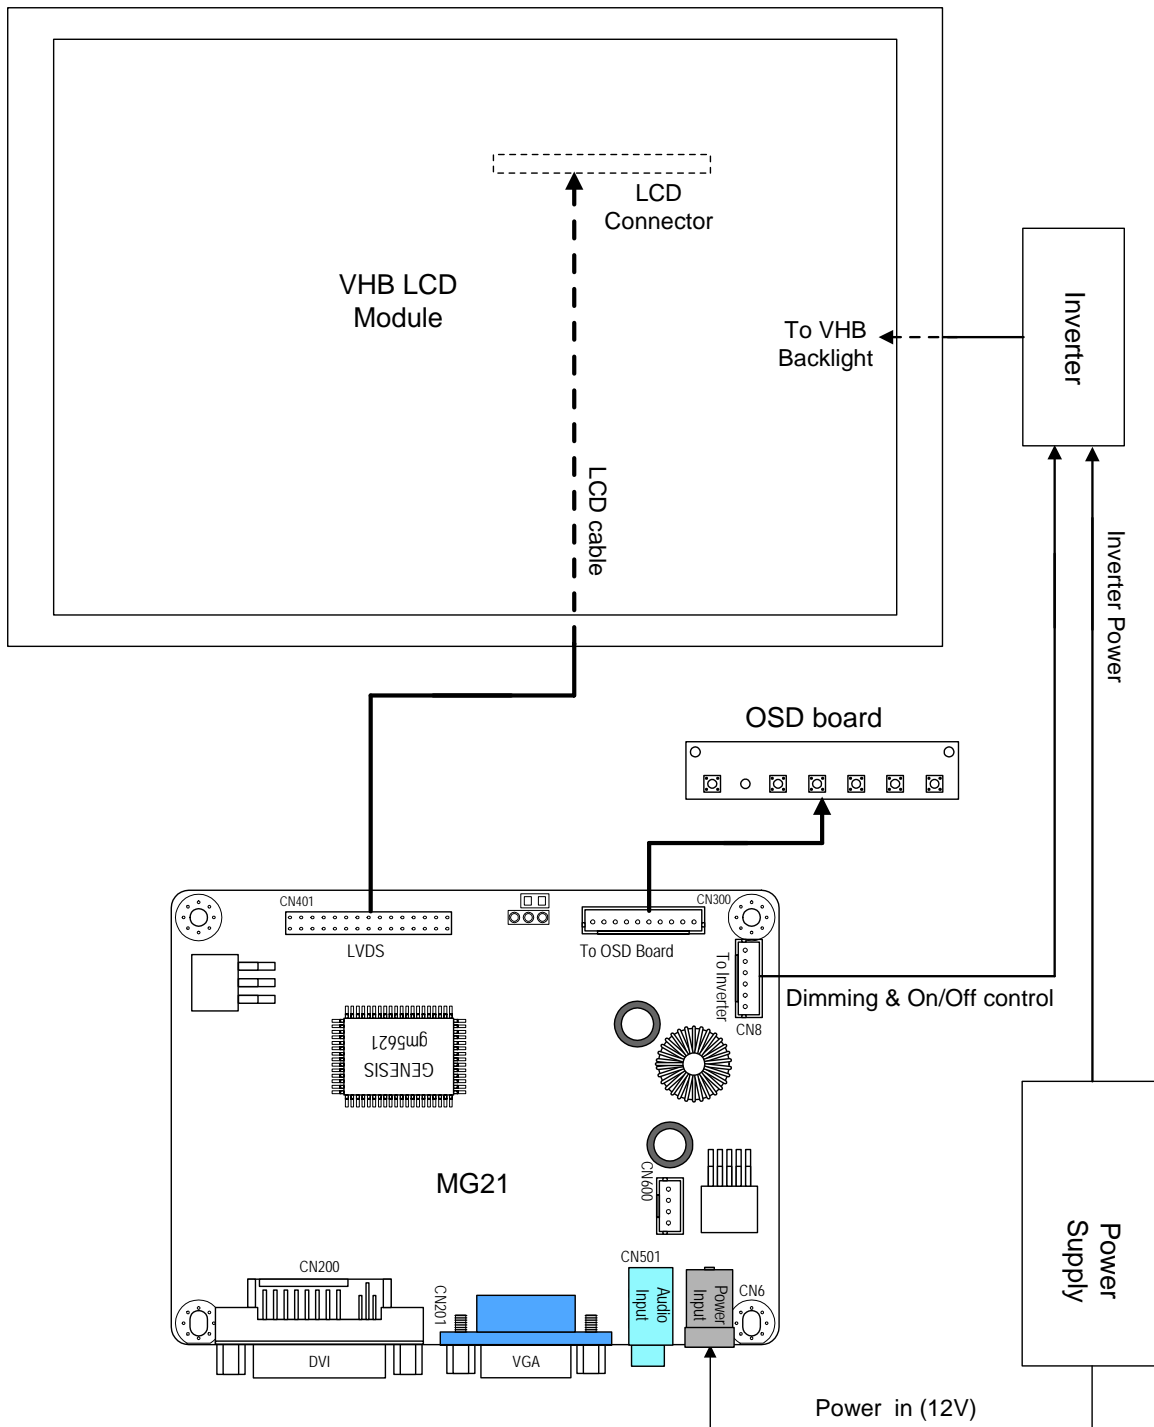 LCD
Connector
VHB LCD
Module
To VHB
Backlight
Inverter
LCD cable
Inverter Power
OSD board
CN401
CN300
LVDS
To OSD Board
To Inverter
Dimming & On/Off control
CN8
GENESIS
gm5621
MG21
CN600
CN501
CN200
CN201
Audio
Input
Power
Input
CN6
DVI
VGA
Power
Supply
Power in (12V)